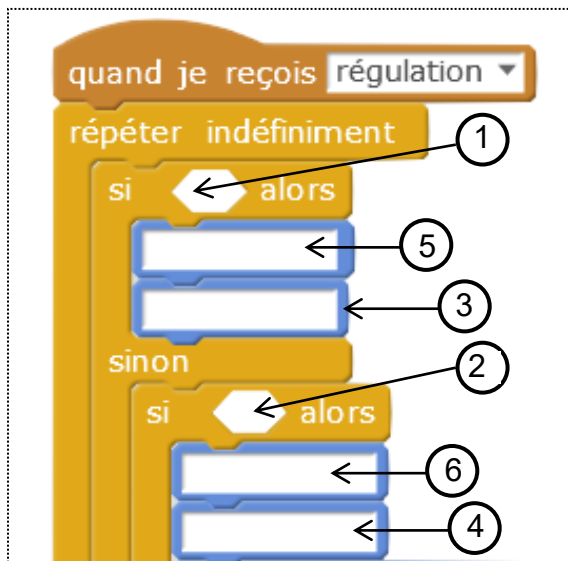 quand je reçois régulation
répéter indéfiniment
1
si alors
5
3
sinon
2
si alors
6
4